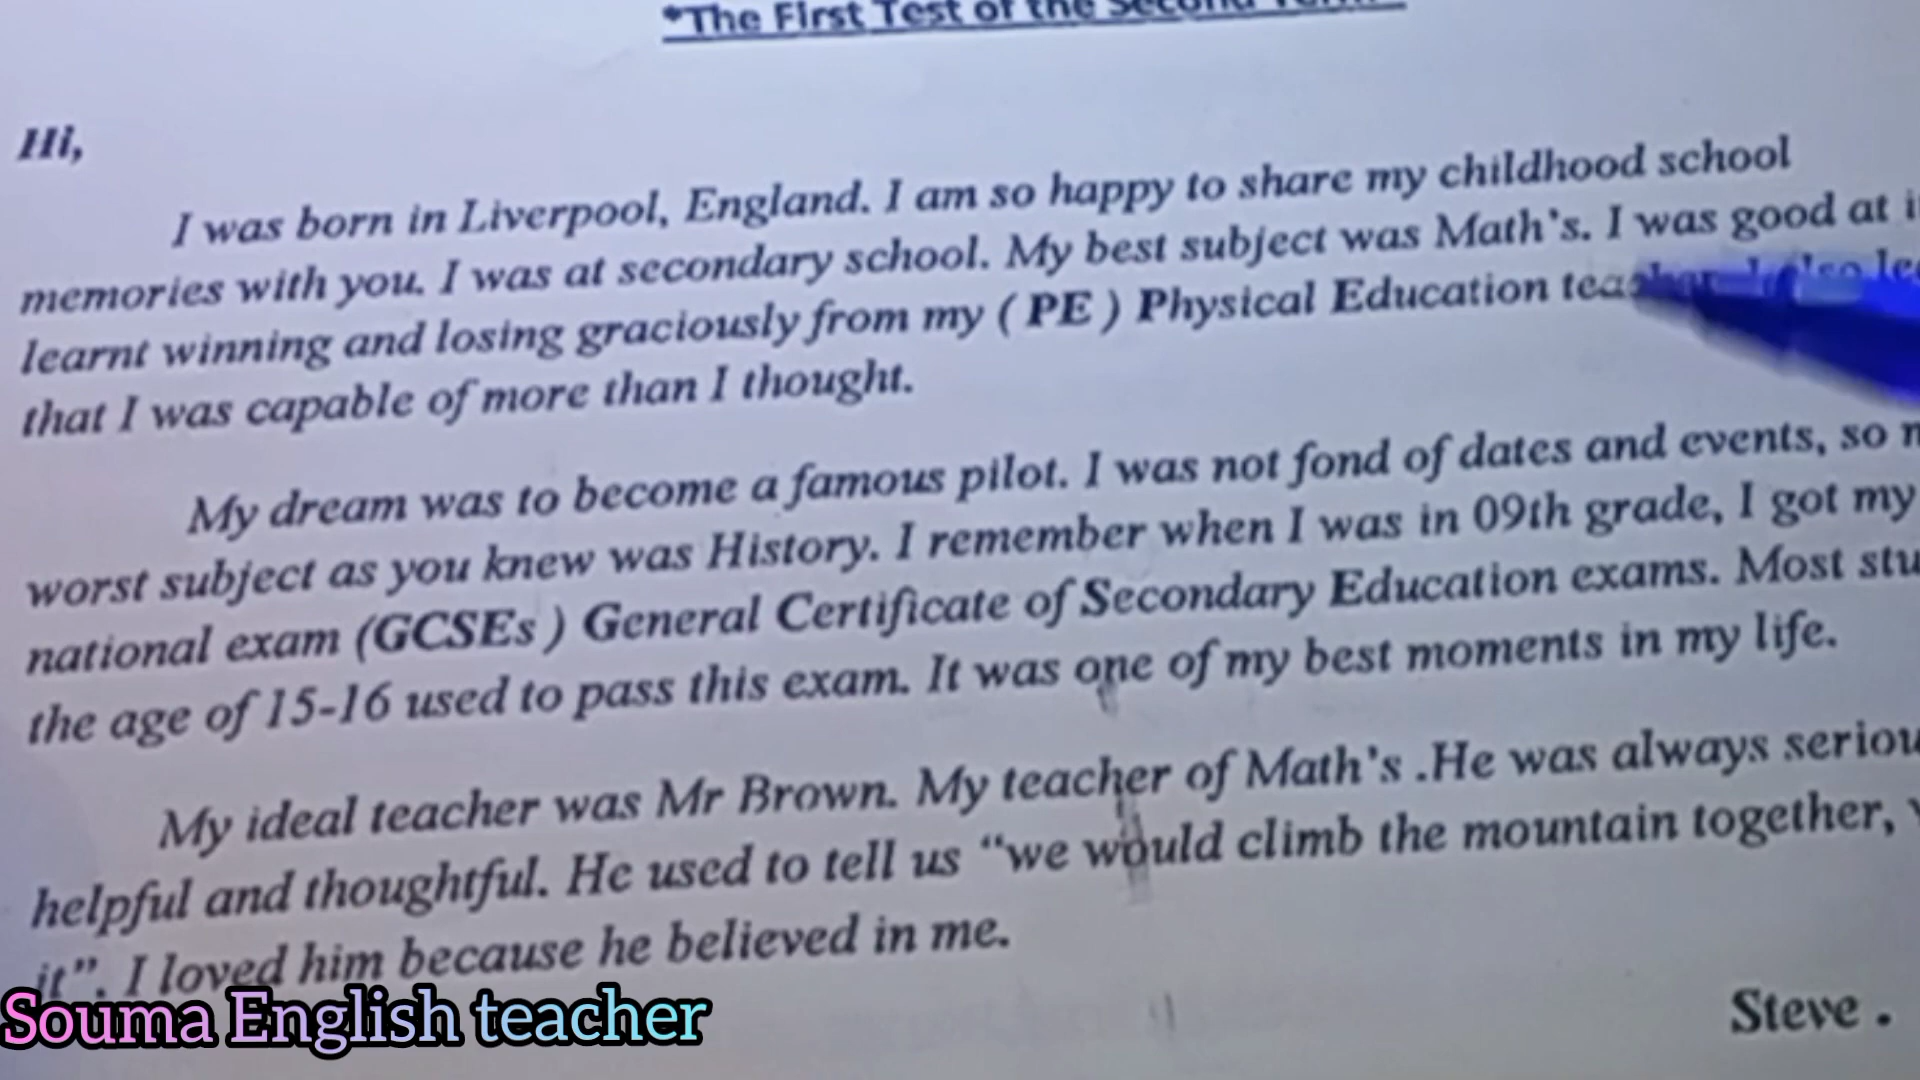 *The First Test of the Second Term*
Hi,
I was born in Liverpool, England. I am so happy to share my childhood school
memories with you. I was at secondary school. My best subject was Math's. I was good at
learnt winning and losing graciously from my ( PE ) Physical Education teacher. I also
that I was capable of more than I thought.
My dream was to become a famous pilot. I was not fond of dates and events, so
worst subject as you knew was History. I remember when I was in 09th grade, I got my
national exam (GCSEs ) General Certificate of Secondary Education exams. Most
the age of 15-16 used to pass this exam. It was one of my best moments in my life.
My ideal teacher was Mr Brown. My teacher of Math's .He was always
helpful and thoughtful. He used to tell us “we would climb the mountain together,
it”. I loved him because he believed in me.
Steve .
Souma English teacher